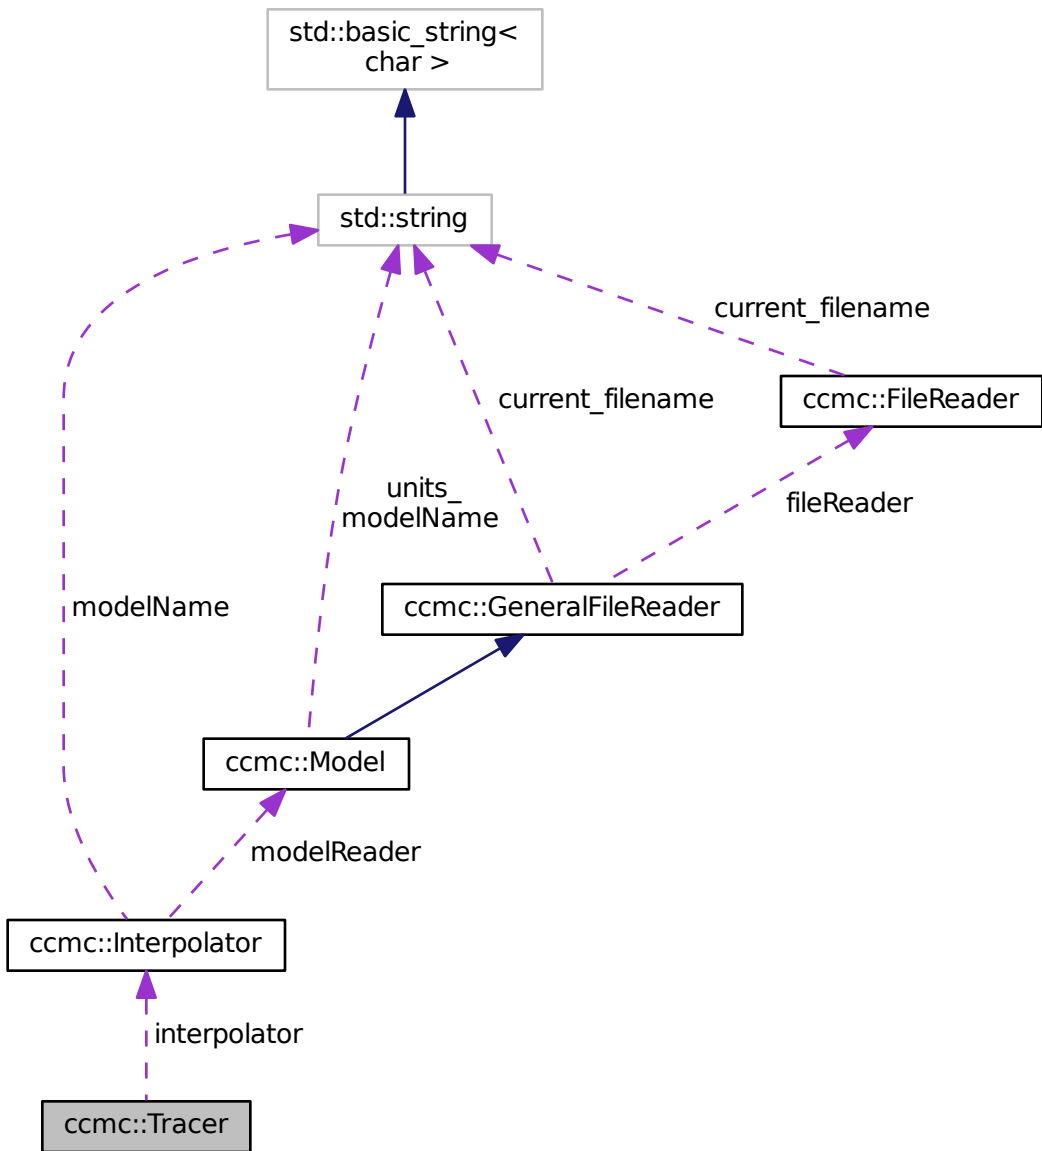 std::basic_string<
char >
std::string
current_filename
ccmc::FileReader
current_filename
units_
modelName
fileReader
modelName
ccmc::GeneralFileReader
ccmc::Model
modelReader
ccmc::Interpolator
interpolator
ccmc::Tracer